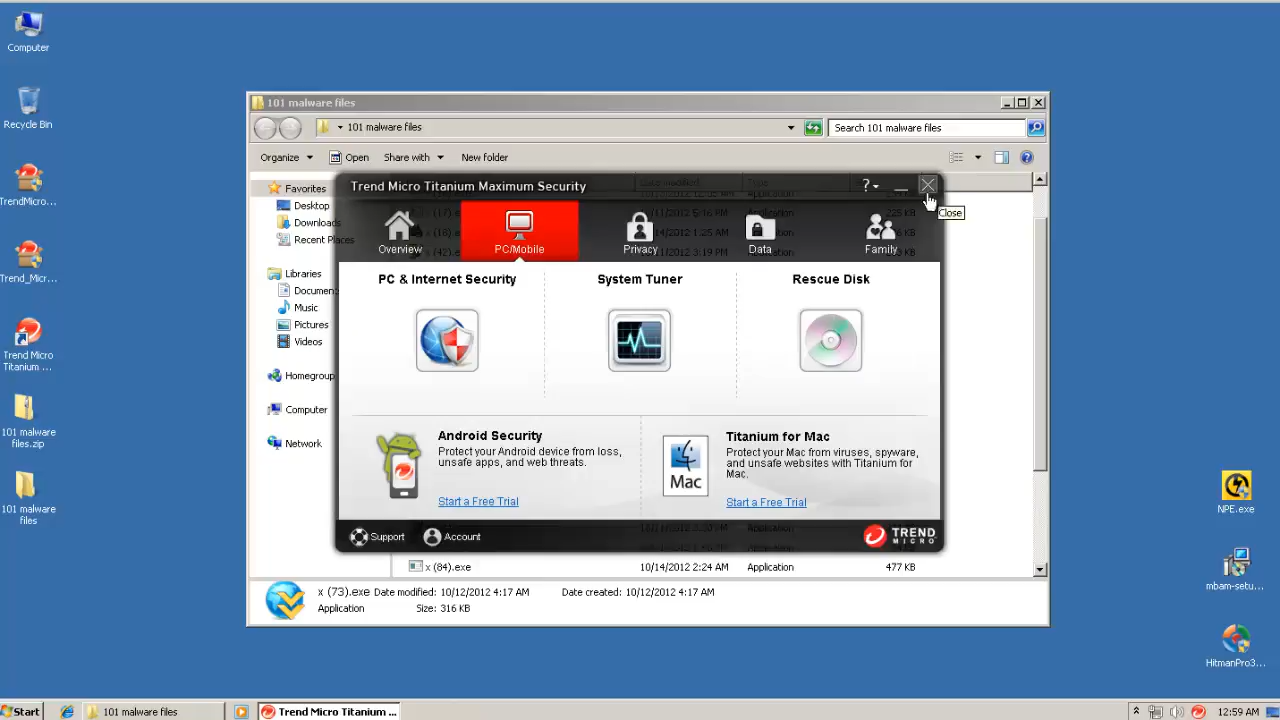 Computer
Recycle Bin
TrendMicro...
Trend_Micr...
Trend Micro
Titanium ...
101 malware
files.zip
101 malware
files
101 malware files
101 malware files
Search 101 malware files
Organize
Open
Share with
New folder
Favorites
Desktop
Downloads
Recent Places
Libraries
Documen
Music
Pictures
Videos
Homegroup
Computer
Network
Trend Micro Titanium Maximum Security
?
Close
Overview
PC/Mobile
Privacy
Data
Family
PC & Internet Security
System Tuner
Rescue Disk
Android Security
Protect your Android device from loss,
unsafe apps, and web threats.
Start a Free Trial
Mac
Titanium for Mac
Protect your Mac from viruses, spyware,
and unsafe websites with Titanium for
Mac.
Start a Free Trial
Support
Account
TREND
MICRO
x (84).exe 10/14/2012 2:24 AM Application 477 KB
x (73).exe Date modified: 10/12/2012 4:17 AM Date created: 10/12/2012 4:17 AM
Application Size: 316 KB
NPE.exe
mbam-setu...
HitmanPro3...
Start
101 malware files
Trend Micro Titanium ...
12:59 AM